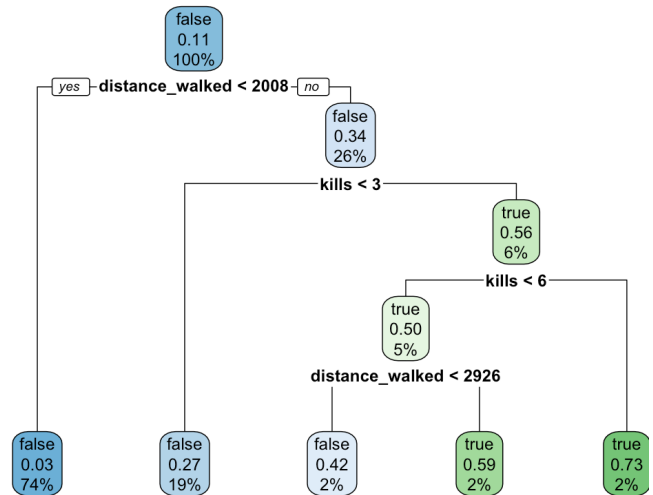 false
0.11
100%
yes distance_walked < 2008 no
false
0.34
26%
kills < 3
true
0.56
6%
kills < 6
true
0.50
5%
distance_walked < 2926
false
0.03
74%
false
0.27
19%
false
0.42
2%
true
0.59
2%
true
0.73
2%